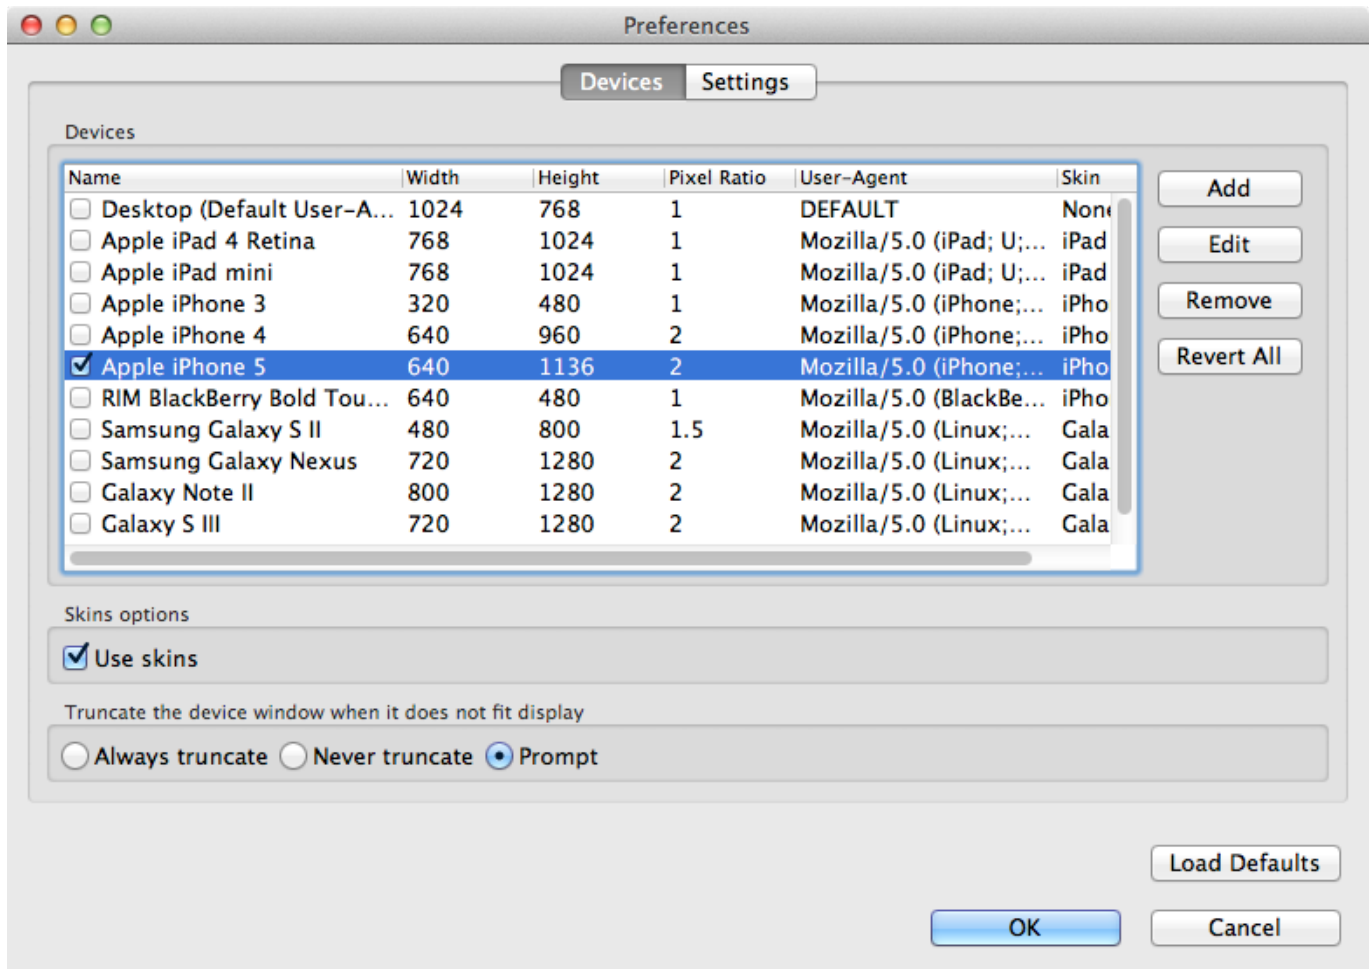 Preferences
Devices Settings
Devices
Name Width Height Pixel Ratio User-Agent Skin
Desktop (Default User-A... 1024 768 1 DEFAULT None
Apple iPad 4 Retina 768 1024 1 Mozilla/5.0 (iPad; U;... iPad
Apple iPad mini 768 1024 1 Mozilla/5.0 (iPad; U;... iPad
Apple iPhone 3 320 480 1 Mozilla/5.0 (iPhone;... iPho
Apple iPhone 4 640 960 2 Mozilla/5.0 (iPhone;... iPho
Apple iPhone 5 640 1136 2 Mozilla/5.0 (iPhone;... iPho
RIM BlackBerry Bold Tou... 640 480 1 Mozilla/5.0 (BlackBe... iPho
Samsung Galaxy S II 480 800 1.5 Mozilla/5.0 (Linux;... Gala
Samsung Galaxy Nexus 720 1280 2 Mozilla/5.0 (Linux;... Gala
Galaxy Note II 800 1280 2 Mozilla/5.0 (Linux;... Gala
Galaxy S III 720 1280 2 Mozilla/5.0 (Linux;... Gala
Add
Edit
Remove
Revert All
Skins options
Use skins
Truncate the device window when it does not fit display
Always truncate Never truncate Prompt
Load Defaults
OK Cancel